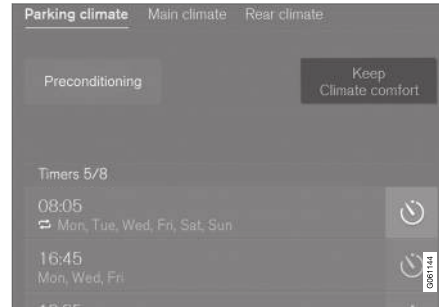 Parking climate Main climate Rear climate
Preconditioning
Keep
Climate comfort
Timers 5/8
08:05
Mon, Tue, Wed, Fri, Sat, Sun
16:45
Mon, Wed, Fri
G061144